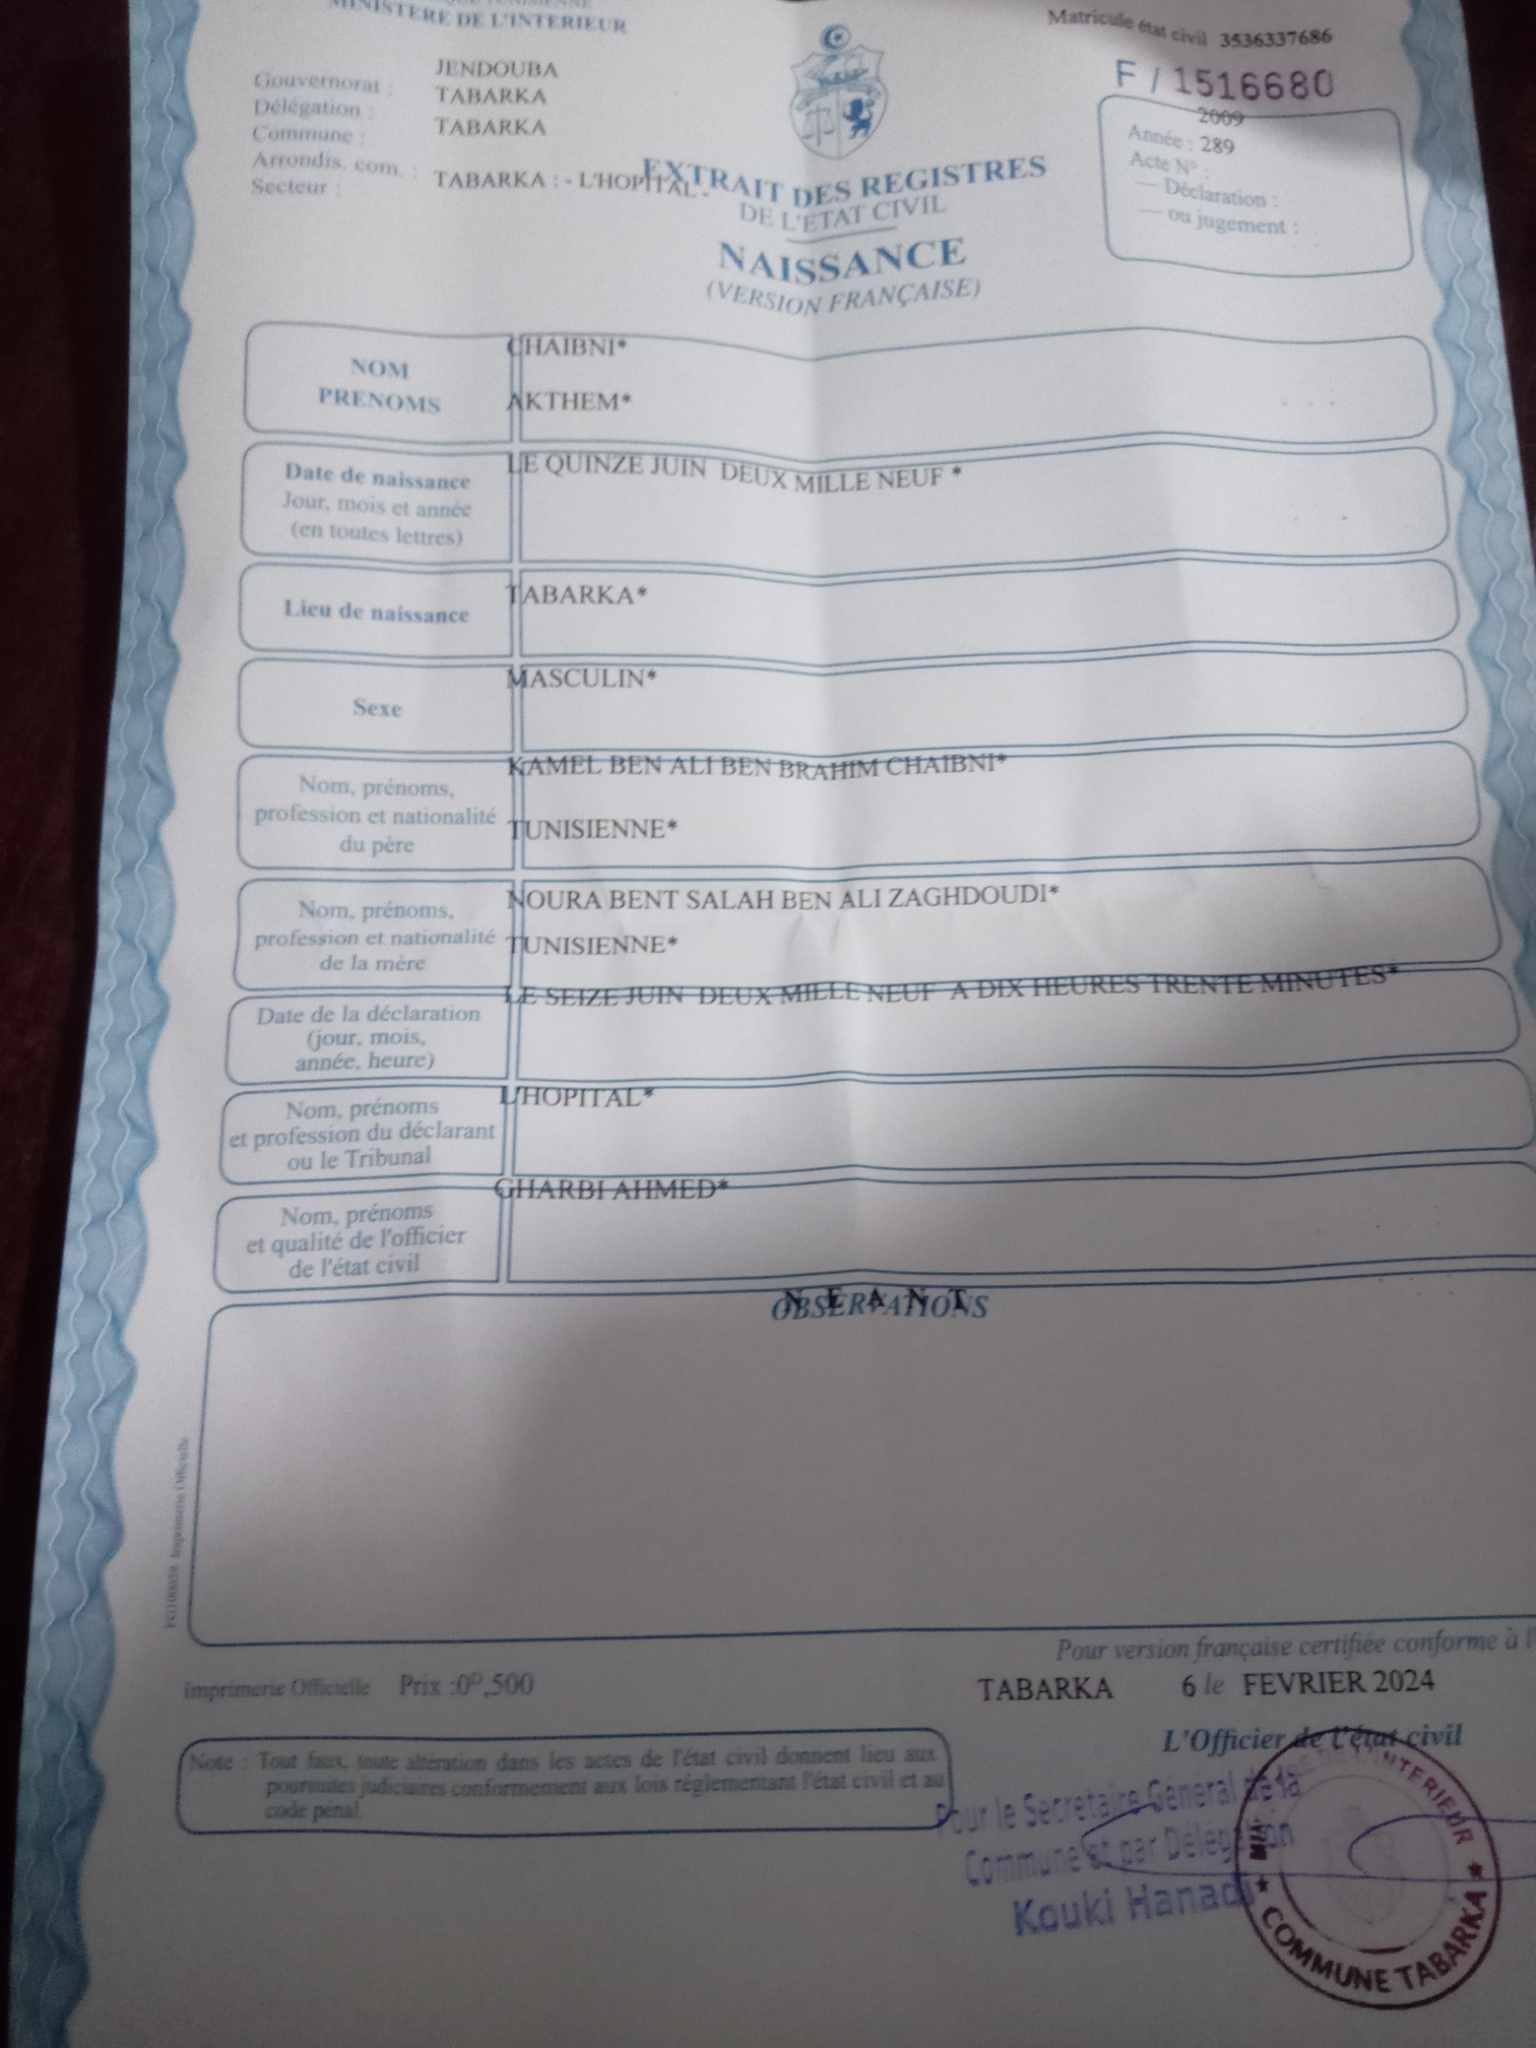 MINISTERE DE L'INTERIEUR
Matricule état civil 3536337686
F / 1516680
Gouvernorat : JENDOUBA
Délégation : TABARKA
Commune : TABARKA
Arrondis. com. :
Secteur : TABARKA : - L'HOPITAL -
EXTRAIT DES REGISTRES
DE L'ETAT CIVIL
NAISSANCE
(VERSION FRANÇAISE)
2009
Année : 289
Acte N° :
— Déclaration :
— ou jugement :
NOM
PRENOMS
CHAIBNI*
AKTHEM*
Date de naissance
Jour, mois et année
(en toutes lettres)
LE QUINZE JUIN DEUX MILLE NEUF *
Lieu de naissance
TABARKA*
Sexe
MASCULIN*
Nom, prénoms,
profession et nationalité
du père
KAMEL BEN ALI BEN BRAHIM CHAIBNI*
TUNISIENNE*
Nom, prénoms,
profession et nationalité
de la mère
NOURA BENT SALAH BEN ALI ZAGHDOUDI*
TUNISIENNE*
Date de la déclaration
(jour, mois,
année, heure)
LE SEIZE JUIN DEUX MILLE NEUF A DIX HEURES TRENTE MINUTES*
Nom, prénoms
et profession du déclarant
ou le Tribunal
L'HOPITAL*
Nom, prénoms
et qualité de l'officier
de l'état civil
GHARBI AHMED*
N E A N T
OBSERVATIONS
Imprimerie Officielle
Pour version française certifiée conforme à
Imprimerie Officielle Prix :0ᴰ,500
TABARKA 6 le FEVRIER 2024
L'Officier de l'état civil
Note : Tout faux, toute altération dans les actes de l'état civil donnent lieu aux
poursuites judiciaires conformement aux lois réglementant l'état civil et au
code pénal.
Pour le Secrétaire Général de la
Commune et par Délégation
Kouki Hanadi
INTERIEUR
COMMUNE TABARKA